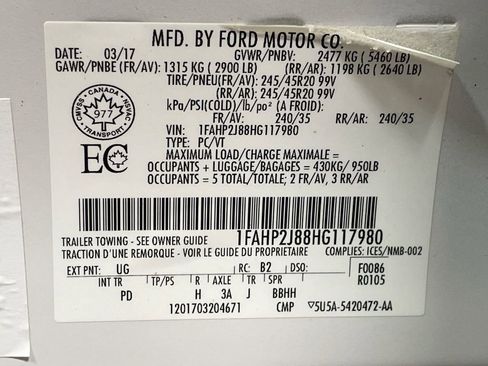 MFD. BY FORD MOTOR CO.
DATE: 03/17 GVWR/PNBV: 2477 KG (5460 LB)
GAWR/PNBE (FR/AV): 1315 KG (2900 LB) (RR/AR): 1198 KG (2640 LB)
TIRE/PNEU(FR/AV): 245/45R20 99V
(RR/AR): 245/45R20 99V
kPa/PSI(COLD)/lb/po² (A FROID):
FR/AV: 240/35 RR/AR: 240/35
VIN: 1FAHP2J88HG117980
TYPE: PC/VT
MAXIMUM LOAD/CHARGE MAXIMALE =
OCCUPANTS + LUGGAGE/BAGAGES = 430KG/ 950LB
OCCUPANTS = 5 TOTAL/TOTALE; 2 FR/AV, 3 RR/AR
CMVSS · CANADA · NSVAC
977
TRANSPORT
EC
1FAHP2J88HG117980
TRAILER TOWING - SEE OWNER GUIDE
TRACTION D'UNE REMORQUE - VOIR LE GUIDE DU PROPRIETAIRE COMPLIES: ICES/NMB-002
EXT PNT: UG RC: B2 DSO: F0086
INT TR TP/PS R AXLE TR SPR R0105
PD H 3A J BBHH
1201703204671 CMP 5U5A-5420472-AA